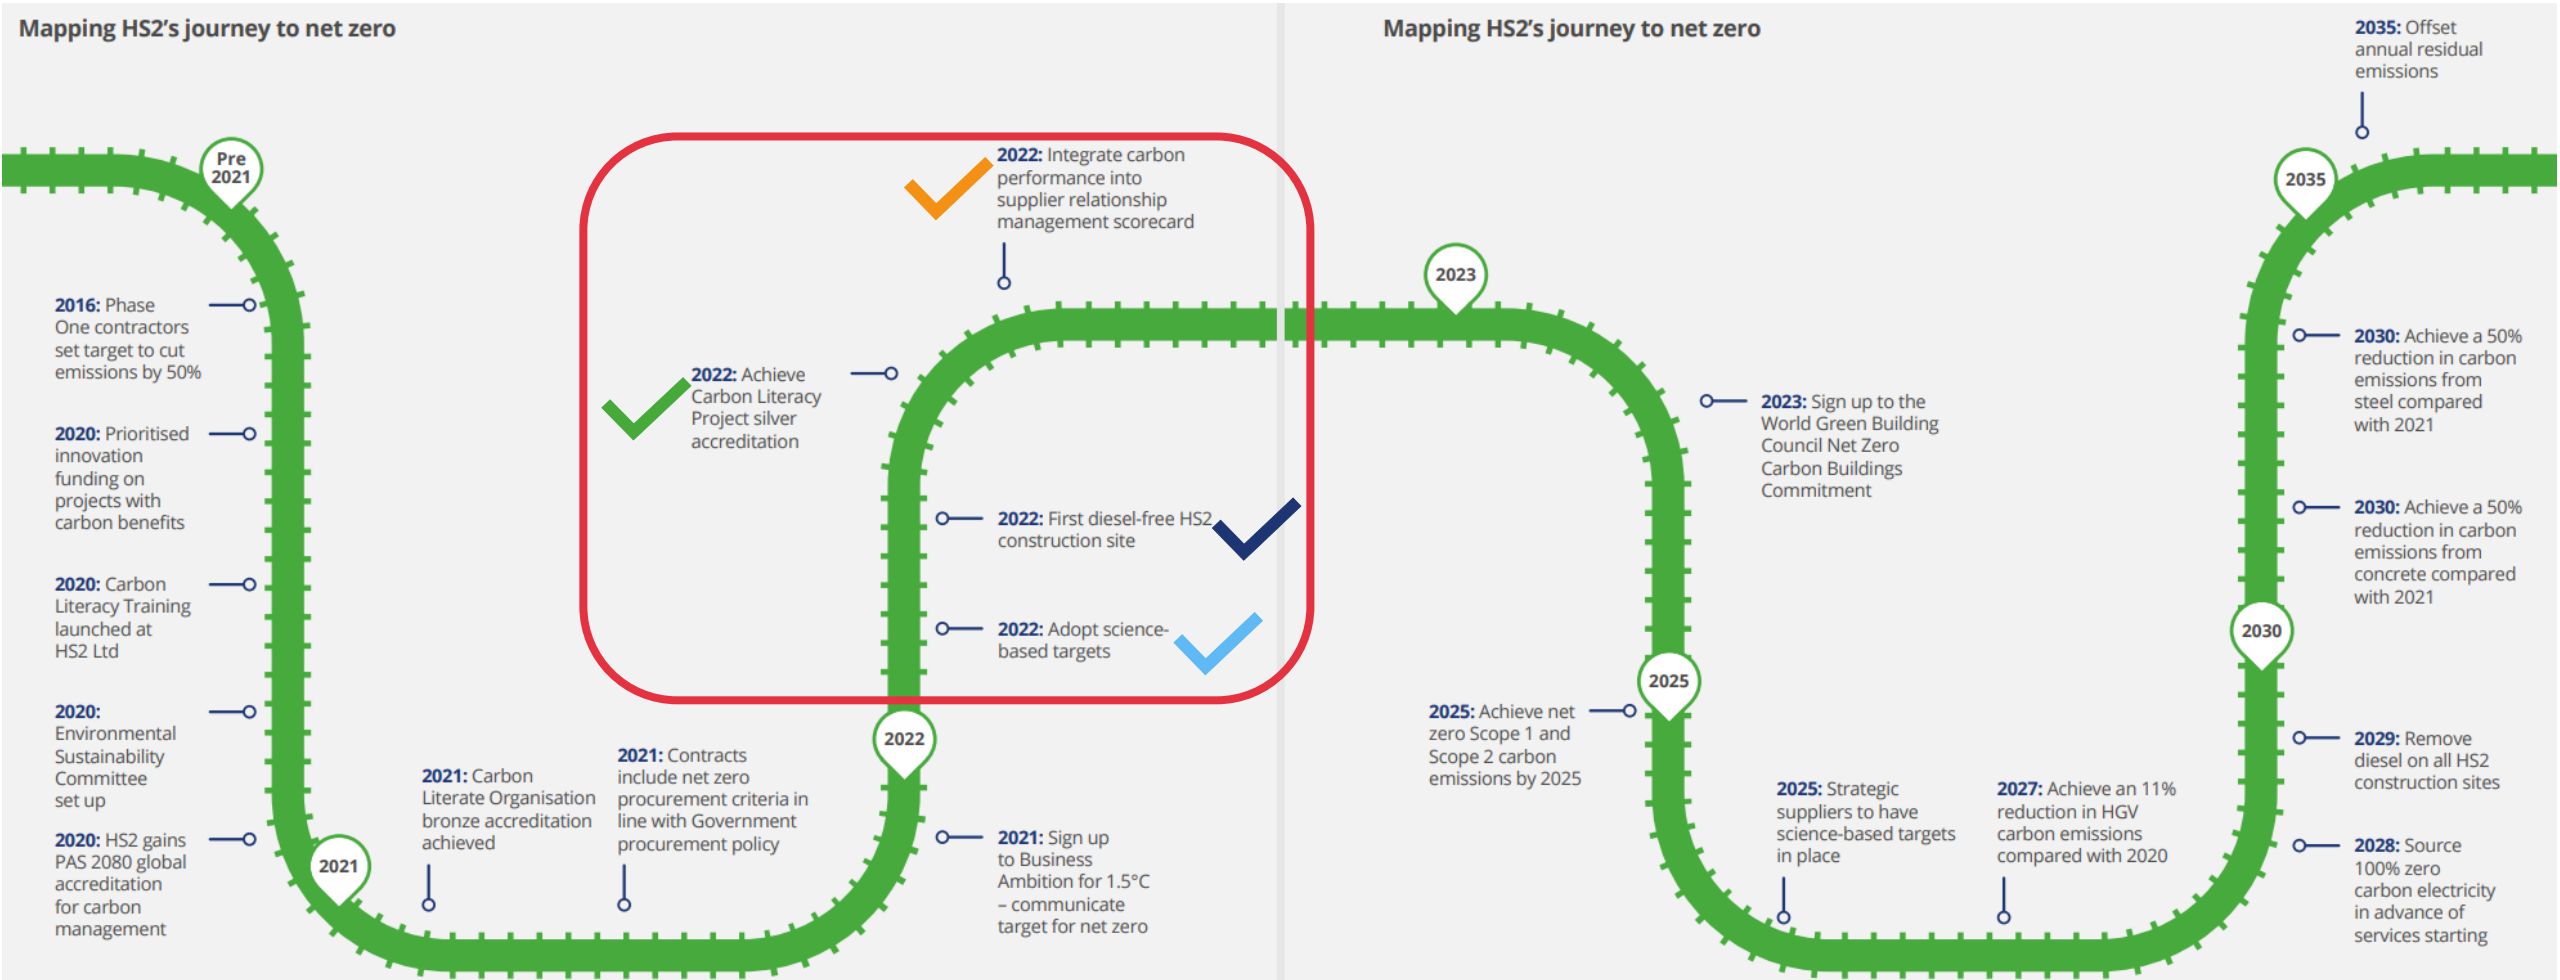 Mapping HS2's journey to net zero
Pre
2021
2016: Phase
One contractors
set target to cut
emissions by 50%
2020: Prioritised
innovation
funding on
projects with
carbon benefits
2020: Carbon
Literacy Training
launched at
HS2 Ltd
2020:
Environmental
Sustainability
Committee
set up
2020: HS2 gains
PAS 2080 global
accreditation
for carbon
management
2021
2021: Carbon
Literate Organisation
bronze accreditation
achieved
2021: Contracts
include net zero
procurement criteria in
line with Government
procurement policy
2021: Sign up
to Business
Ambition for 1.5°C
– communicate
target for net zero
2022
2022: Adopt science-
based targets
2022: First diesel-free HS2
construction site
2022: Achieve
Carbon Literacy
Project silver
accreditation
2022: Integrate carbon
performance into
supplier relationship
management scorecard
Mapping HS2's journey to net zero
2023
2023: Sign up to the
World Green Building
Council Net Zero
Carbon Buildings
Commitment
2025
2025: Achieve net
zero Scope 1 and
Scope 2 carbon
emissions by 2025
2025: Strategic
suppliers to have
science-based targets
in place
2027: Achieve an 11%
reduction in HGV
carbon emissions
compared with 2020
2028: Source
100% zero
carbon electricity
in advance of
services starting
2029: Remove
diesel on all HS2
construction sites
2030
2030: Achieve a 50%
reduction in carbon
emissions from
concrete compared
with 2021
2030: Achieve a 50%
reduction in carbon
emissions from
steel compared
with 2021
2035
2035: Offset
annual residual
emissions